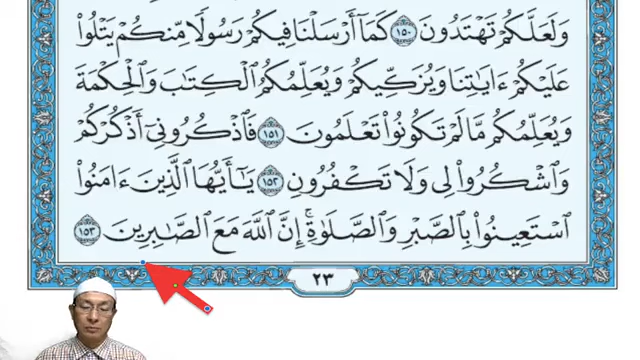 وَلَعَلَّكُمْ تَهْتَدُونَ ١٥٠ كَمَآ أَرْسَلْنَا فِيكُمْ رَسُولًا مِّنكُمْ يَتْلُوا۟
عَلَيْكُمْ ءَايَٰتِنَا وَيُزَكِّيكُمْ وَيُعَلِّمُكُمُ ٱلْكِتَٰبَ وَٱلْحِكْمَةَ
وَيُعَلِّمُكُم مَّا لَمْ تَكُونُوا۟ تَعْلَمُونَ ١٥١ فَٱذْكُرُونِىٓ أَذْكُرْكُمْ
وَٱشْكُرُوا۟ لِى وَلَا تَكْفُرُونِ ١٥٢ يَٰٓأَيُّهَا ٱلَّذِينَ ءَامَنُوا۟
ٱسْتَعِينُوا۟ بِٱلصَّبْرِ وَٱلصَّلَوٰةِ ۚ إِنَّ ٱللَّهَ مَعَ ٱلصَّٰبِرِينَ ١٥٣
٢٣